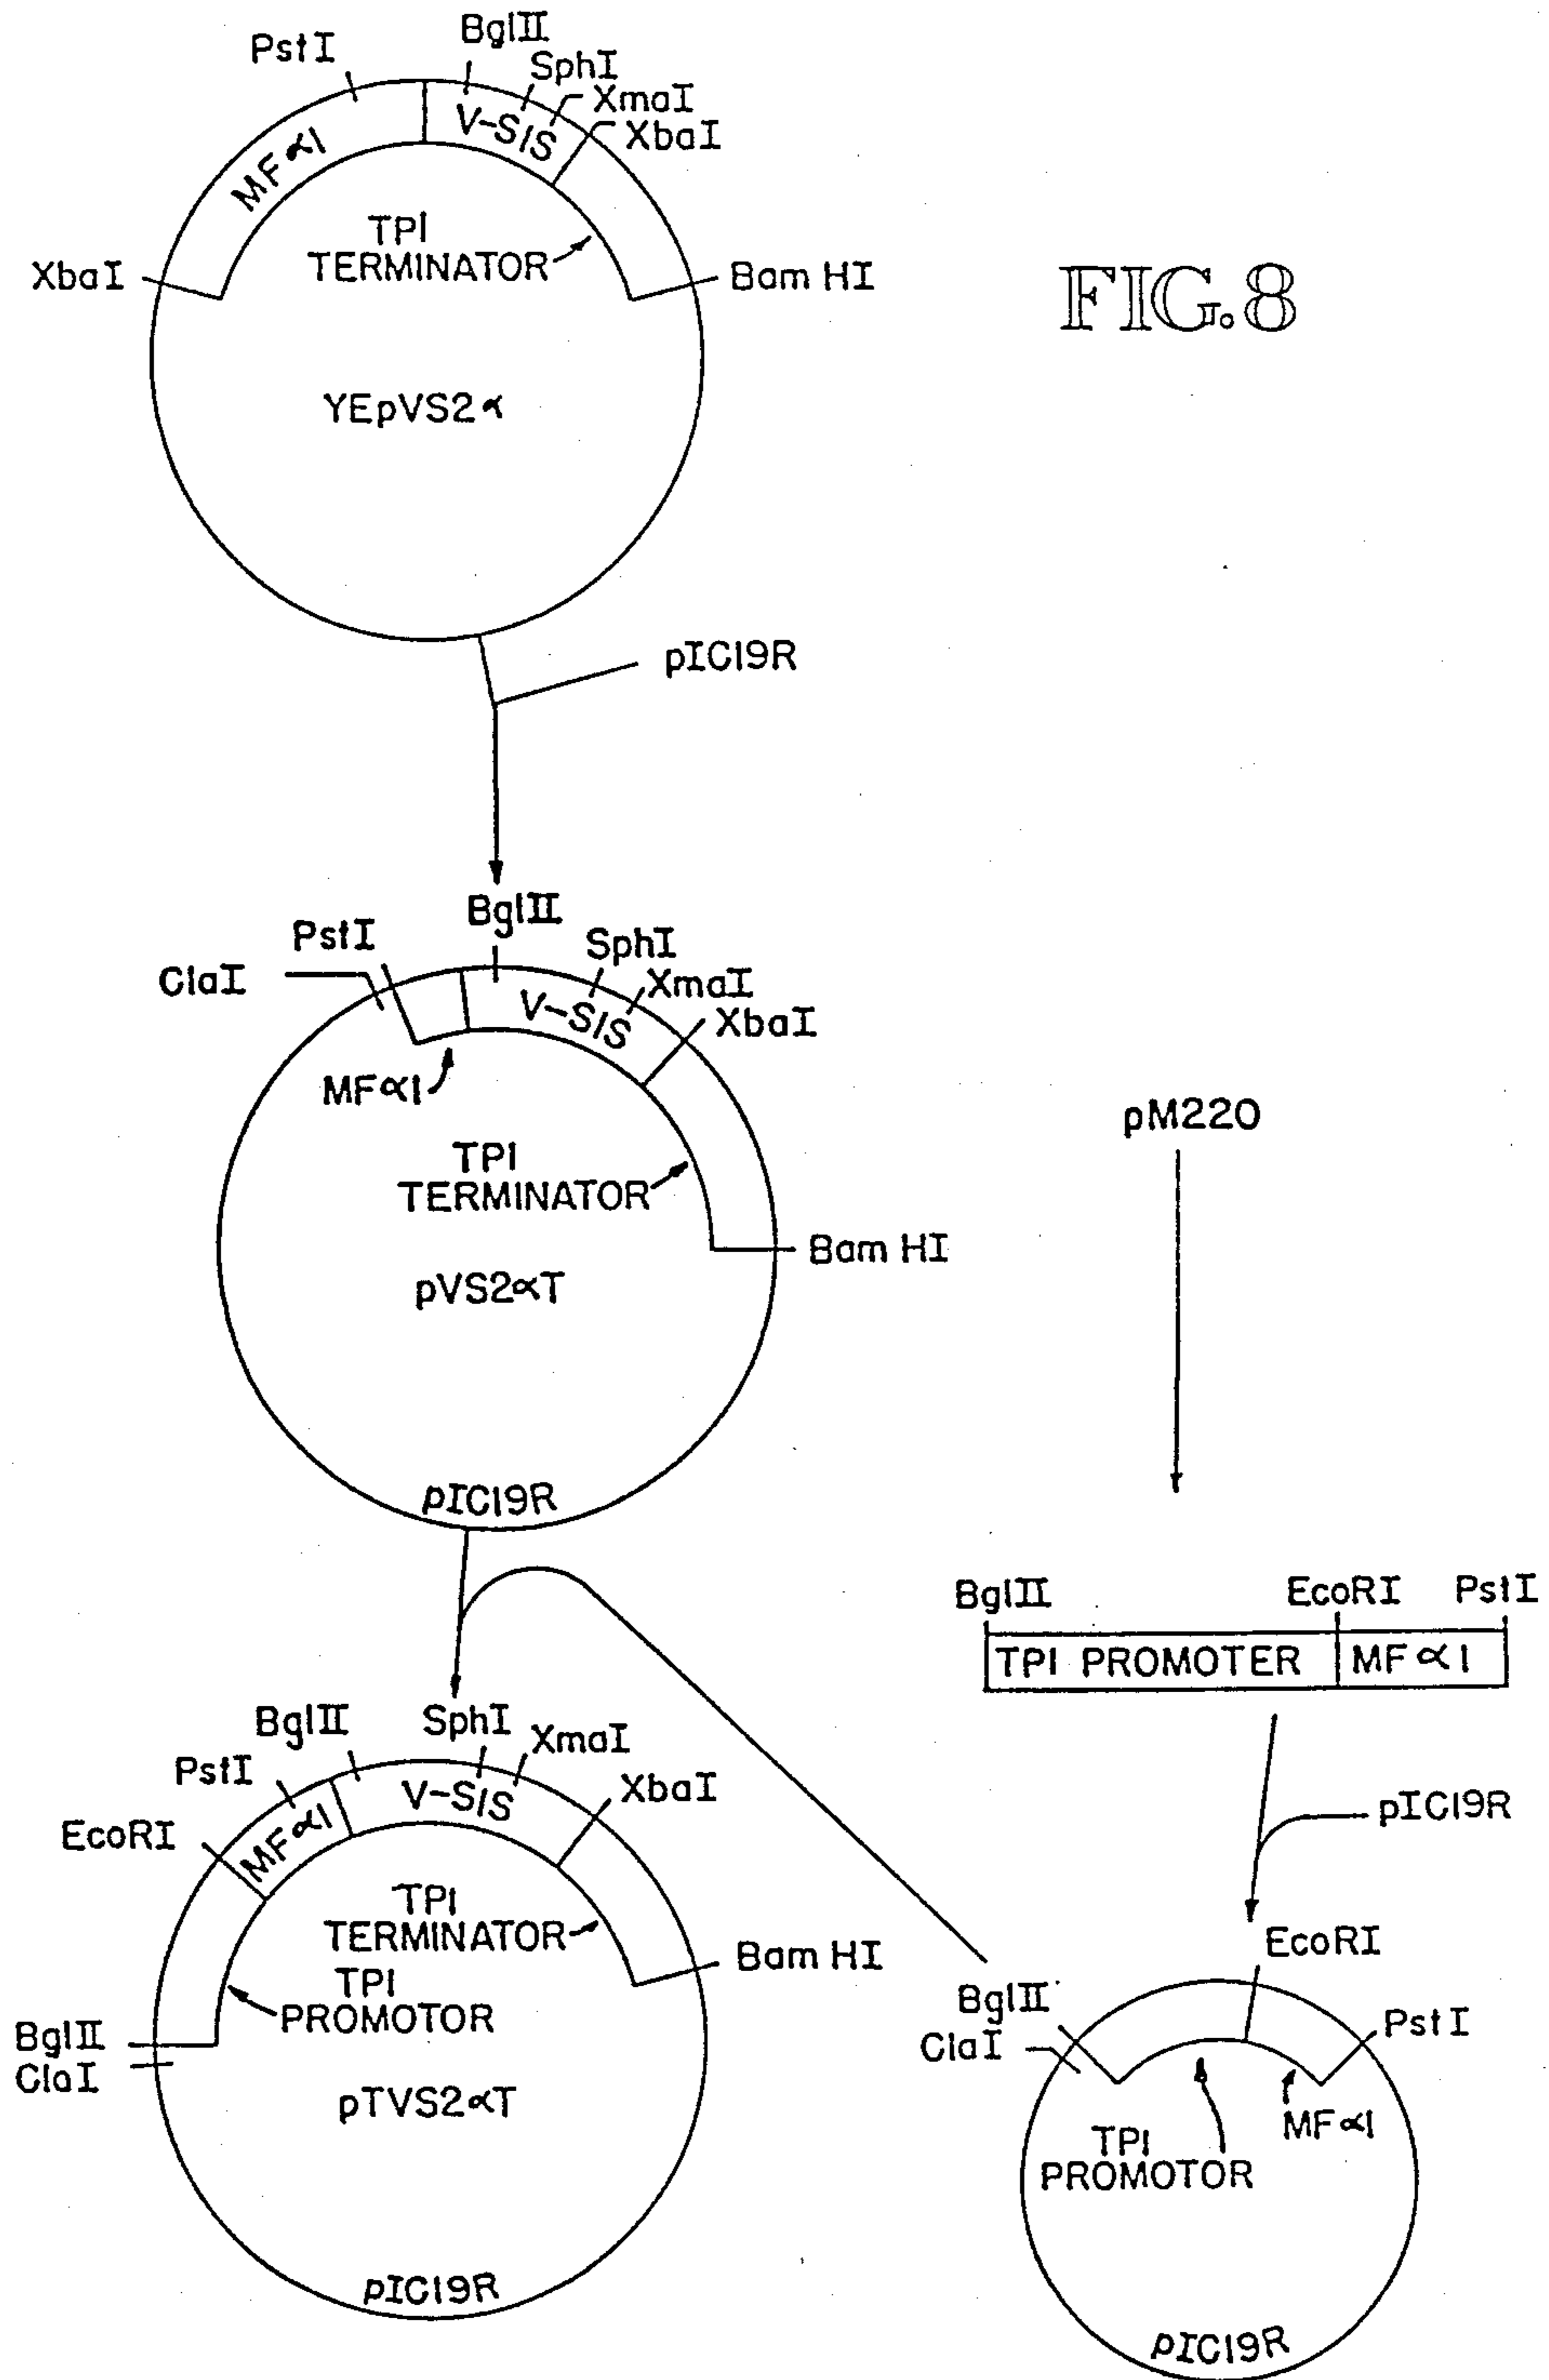 PstI
BglII
SphI
XmaI
XbaI
MFα1
V-SIS
TPI
TERMINATOR
XbaI
Bam HI
YEpVS2α
FIG.8
pIC19R
BglII
PstI
SphI
ClaI
XmaI
V-SIS
XbaI
MFα1
TPI
TERMINATOR
Bam HI
pVS2αT
pIC19R
pM220
BglII
EcoRI
PstI
TPI PROMOTER
MFα1
pIC19R
BglII
SphI
XmaI
PstI
XbaI
V-SIS
EcoRI
MFα1
TPI
TERMINATOR
Bam HI
TPI
PROMOTOR
BglII
ClaI
pTVS2αT
pIC19R
EcoRI
BglII
PstI
ClaI
MFα1
TPI
PROMOTOR
pIC19R